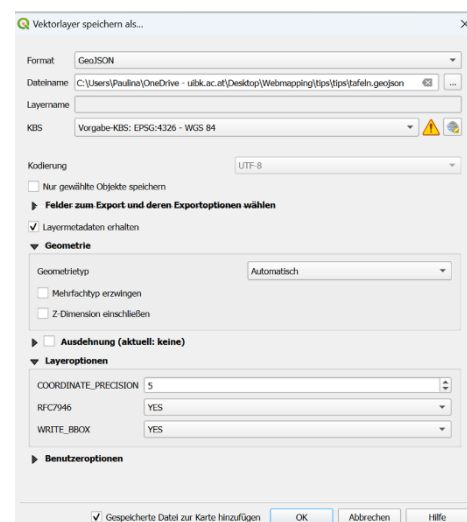 Vektorlayer speichern als...
Format GeoJSON
Dateiname C:\Users\Paulina\OneDrive - uibk.ac.at\Desktop\Webmapping\tips\tips\tafeln.geojson ...
Layername
KBS Vorgabe-KBS: EPSG:4326 - WGS 84
Kodierung UTF-8
Nur gewählte Objekte speichern
Felder zum Export und deren Exportoptionen wählen
Layermetadaten erhalten
Geometrie
Geometrietyp Automatisch
Mehrfachtyp erzwingen
Z-Dimension einschließen
Ausdehnung (aktuell: keine)
Layeroptionen
COORDINATE_PRECISION 5
RFC7946 YES
WRITE_BBOX YES
Benutzeroptionen
Gespeicherte Datei zur Karte hinzufügen OK Abbrechen Hilfe